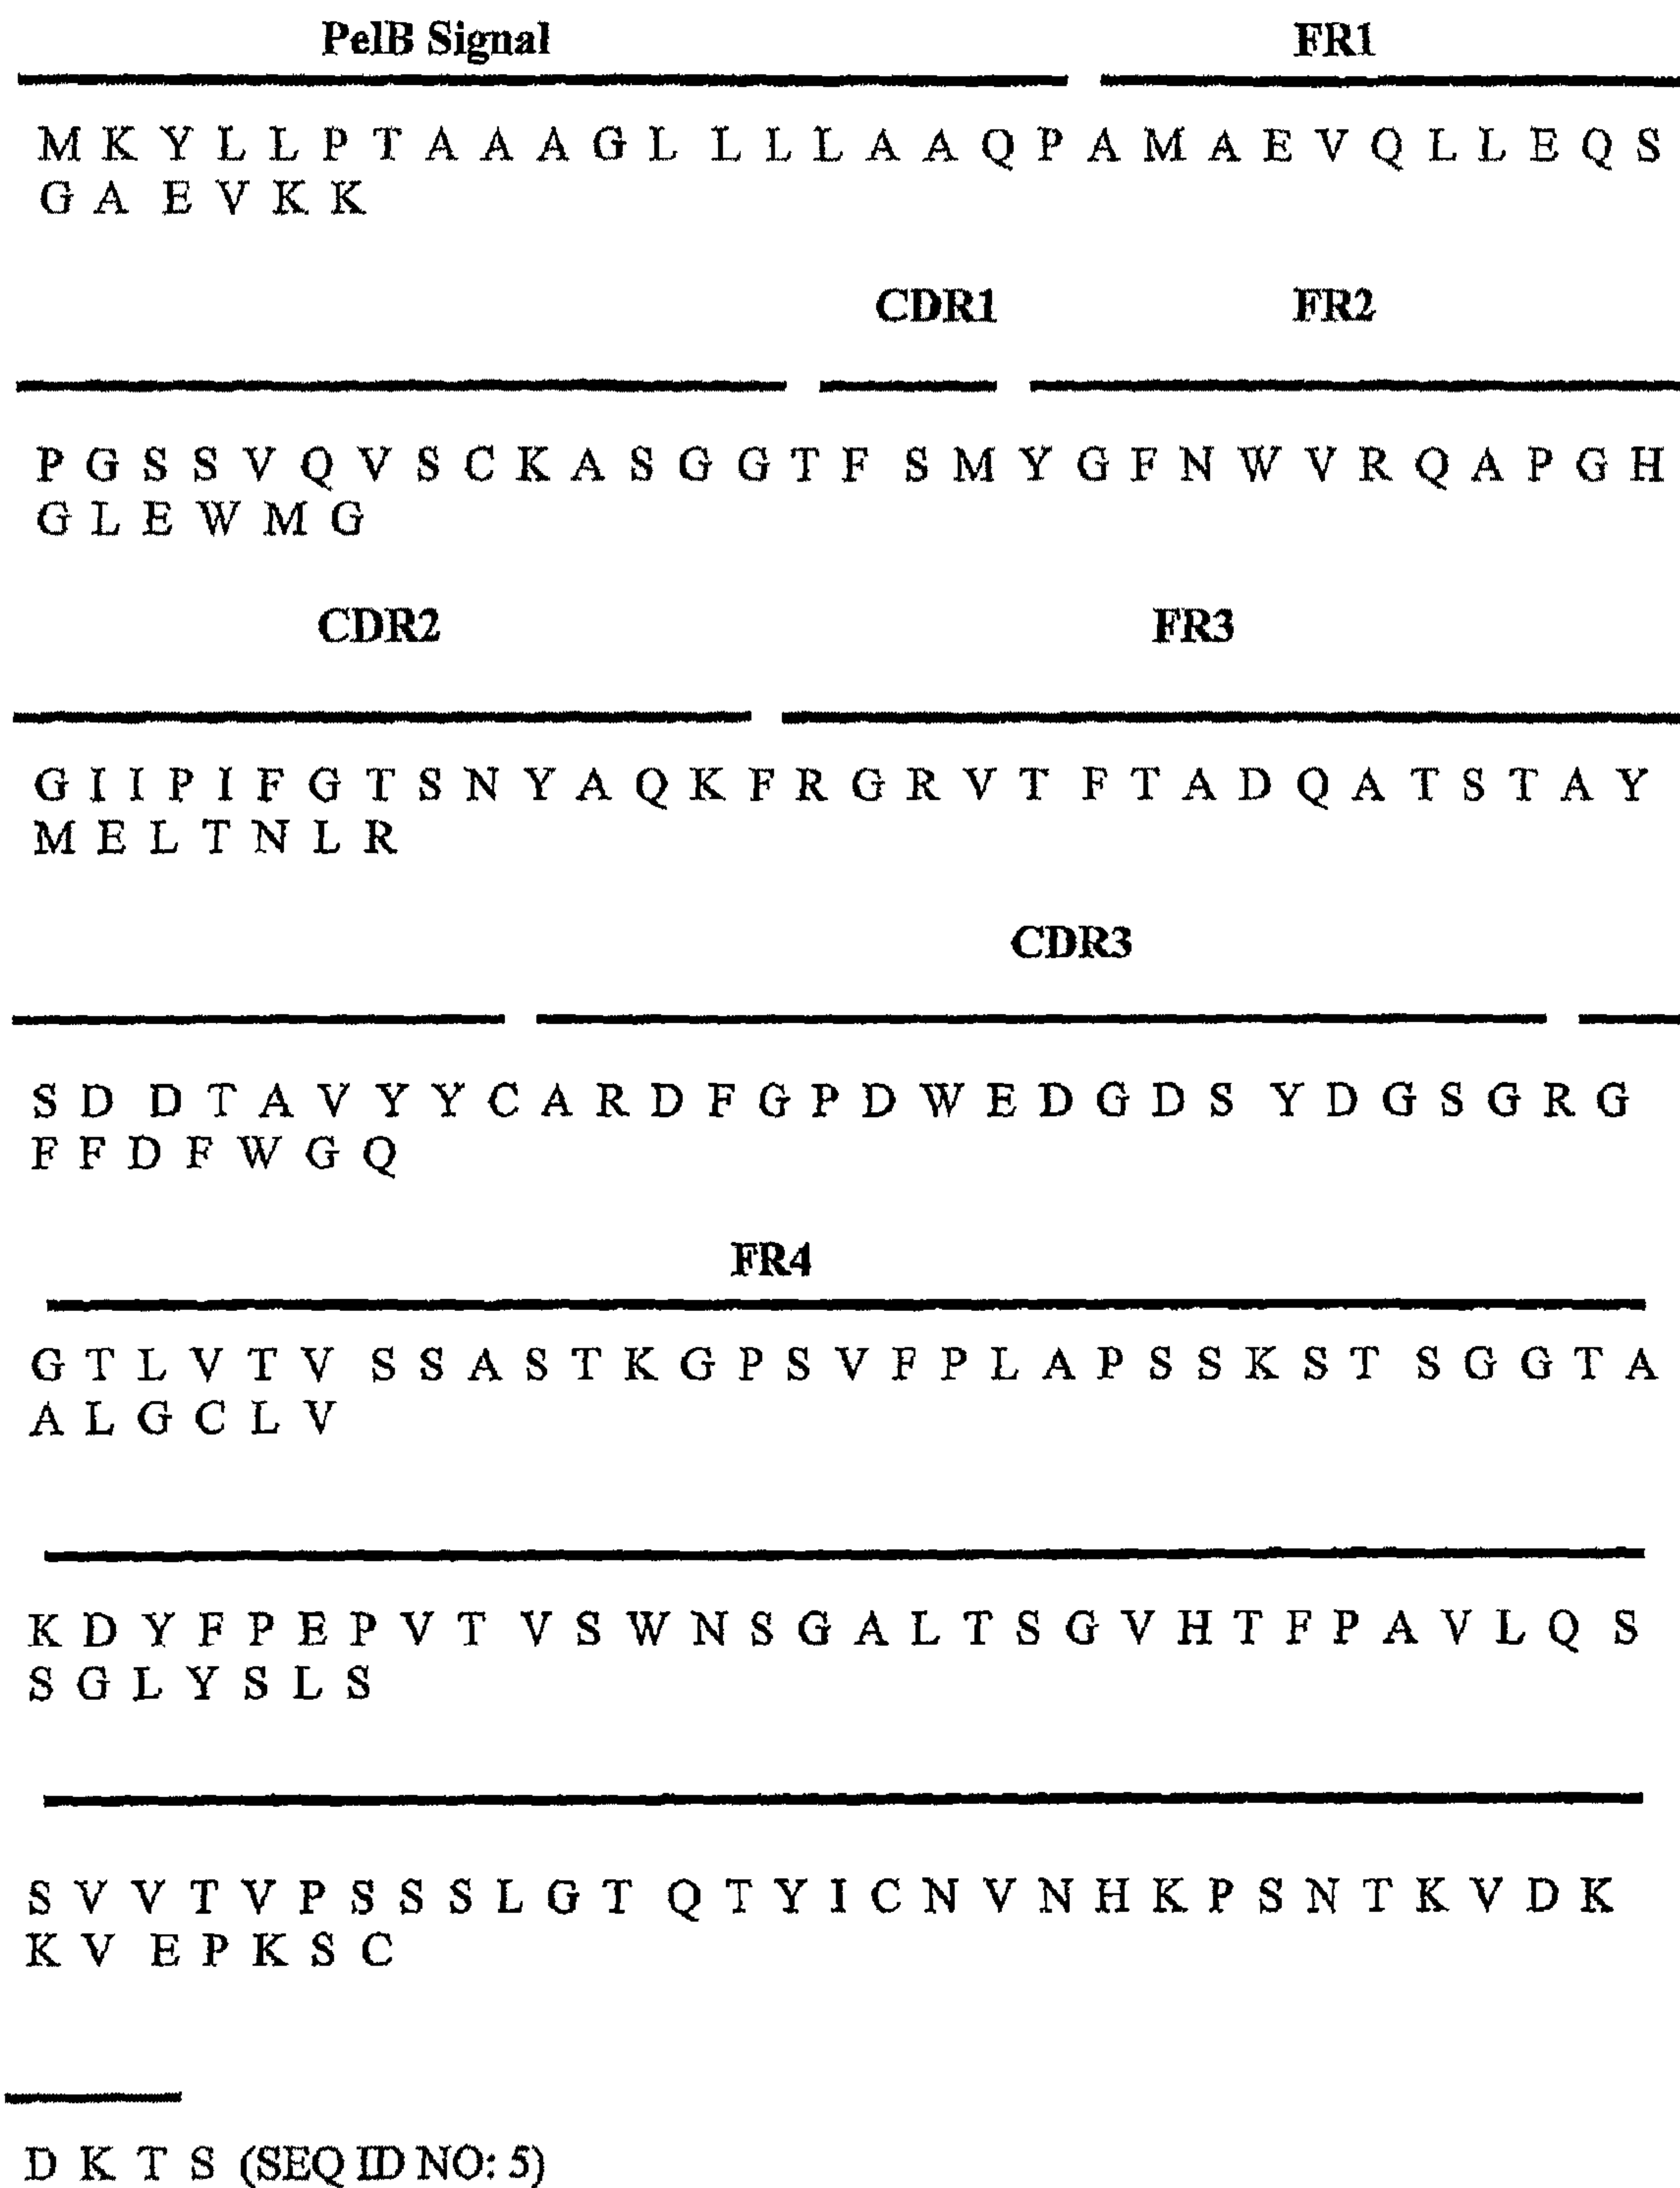 PelB Signal FR1
M K Y L L P T A A A G L L L L A A Q P A M A E V Q L L E Q S
G A E V K K
CDR1 FR2
P G S S V Q V S C K A S G G T F S M Y G F N W V R Q A P G H
G L E W M G
CDR2 FR3
G I I P I F G T S N Y A Q K F R G R V T F T A D Q A T S T A Y
M E L T N L R
CDR3
S D D T A V Y Y C A R D F G P D W E D G D S Y D G S G R G
F F D F W G Q
FR4
G T L V T V S S A S T K G P S V F P L A P S S K S T S G G T A
A L G C L V
K D Y F P E P V T V S W N S G A L T S G V H T F P A V L Q S
S G L Y S L S
S V V T V P S S S L G T Q T Y I C N V N H K P S N T K V D K
K V E P K S C
D K T S (SEQ ID NO: 5)